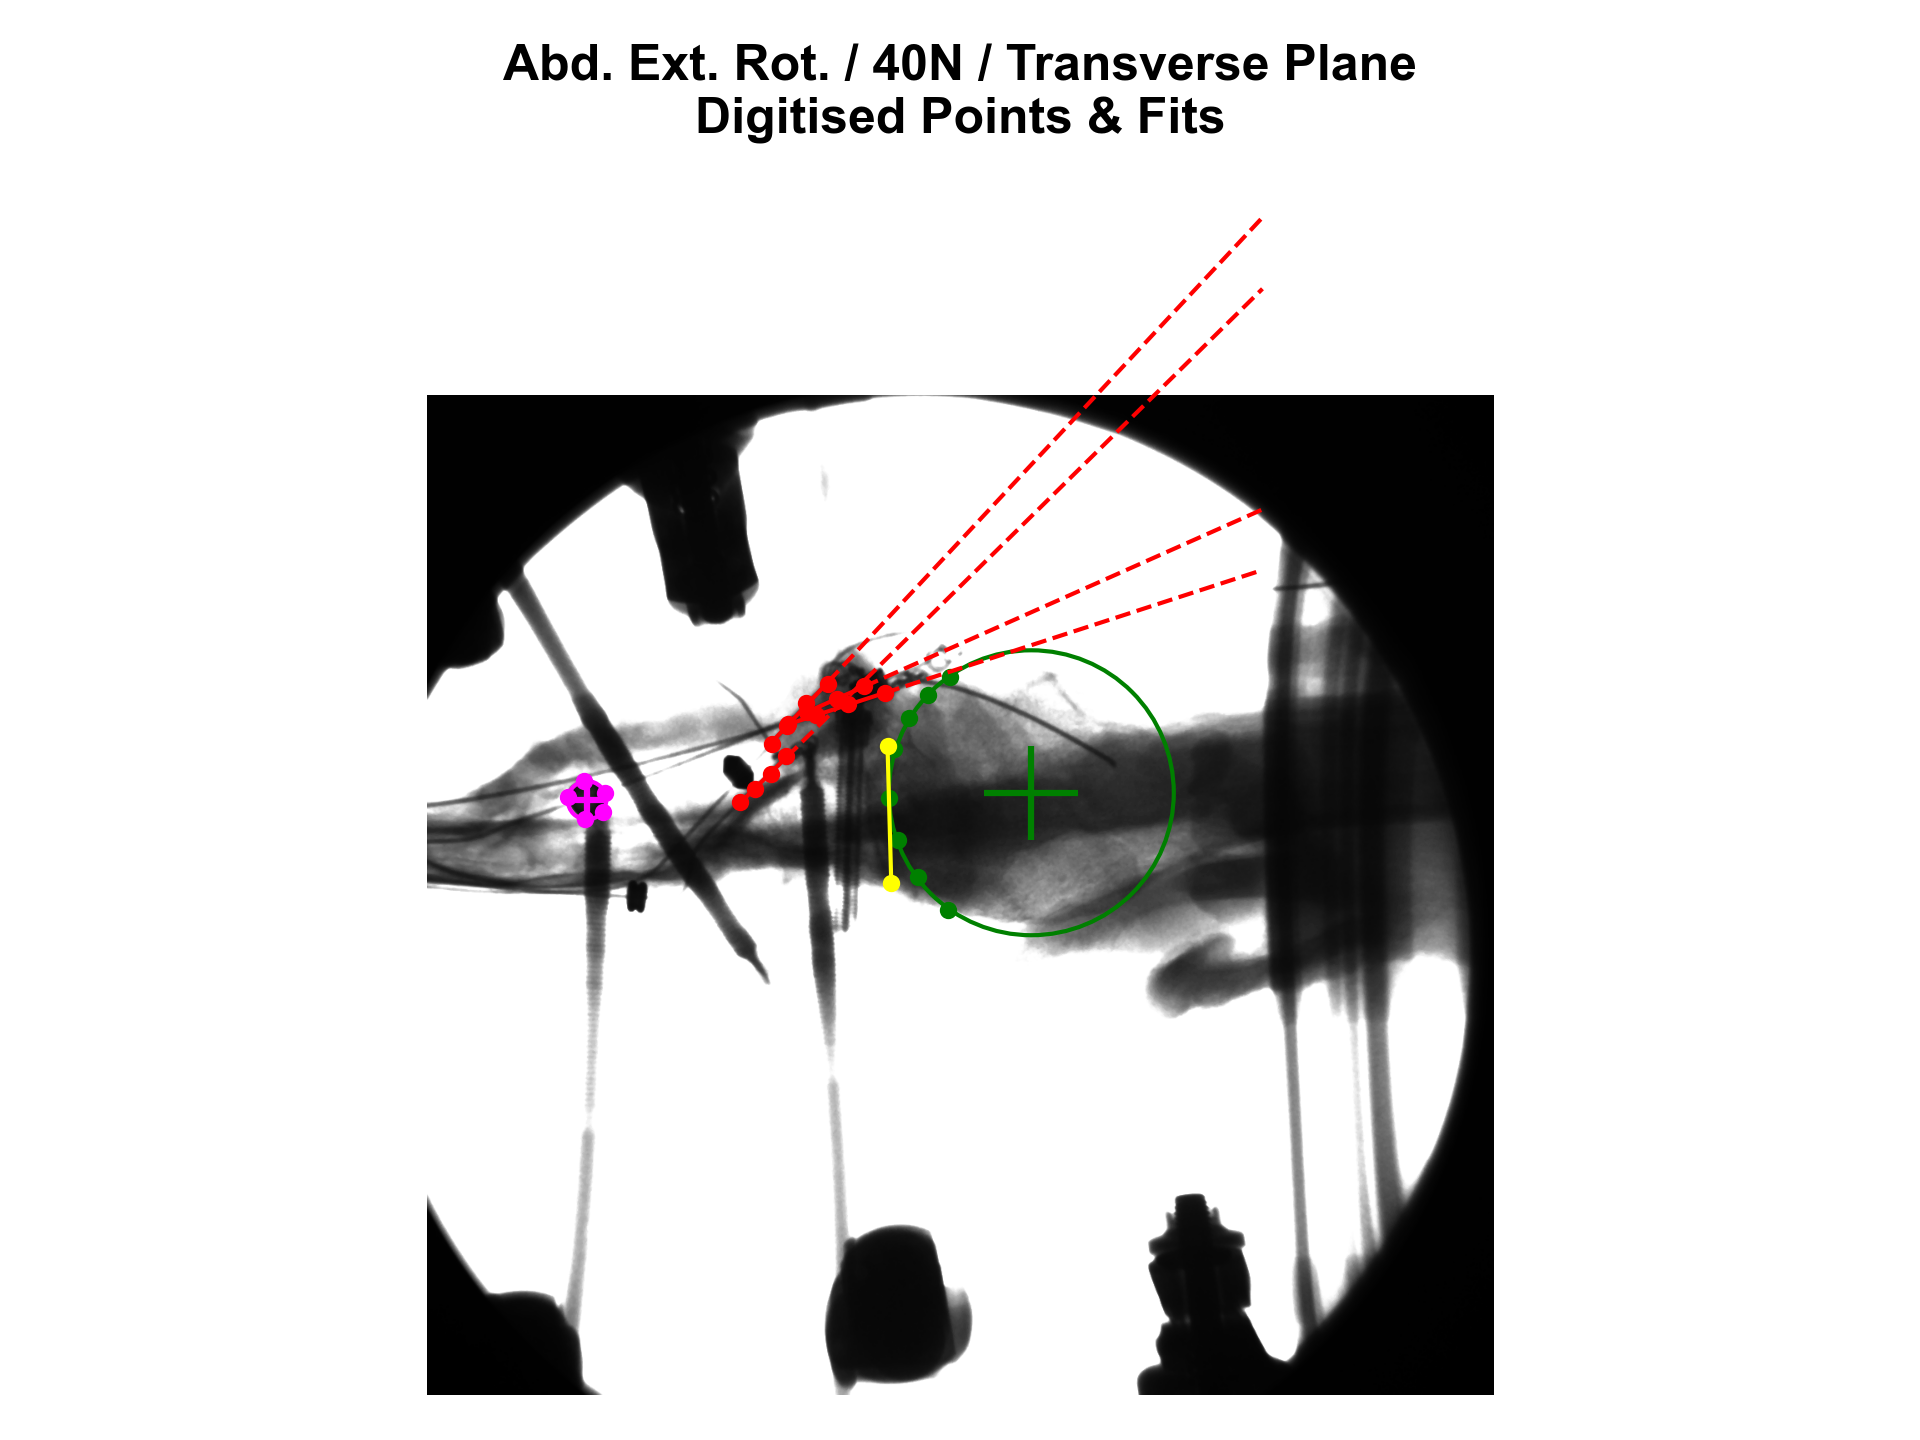 Abd. Ext. Rot. / 40N / Transverse Plane
Digitised Points & Fits